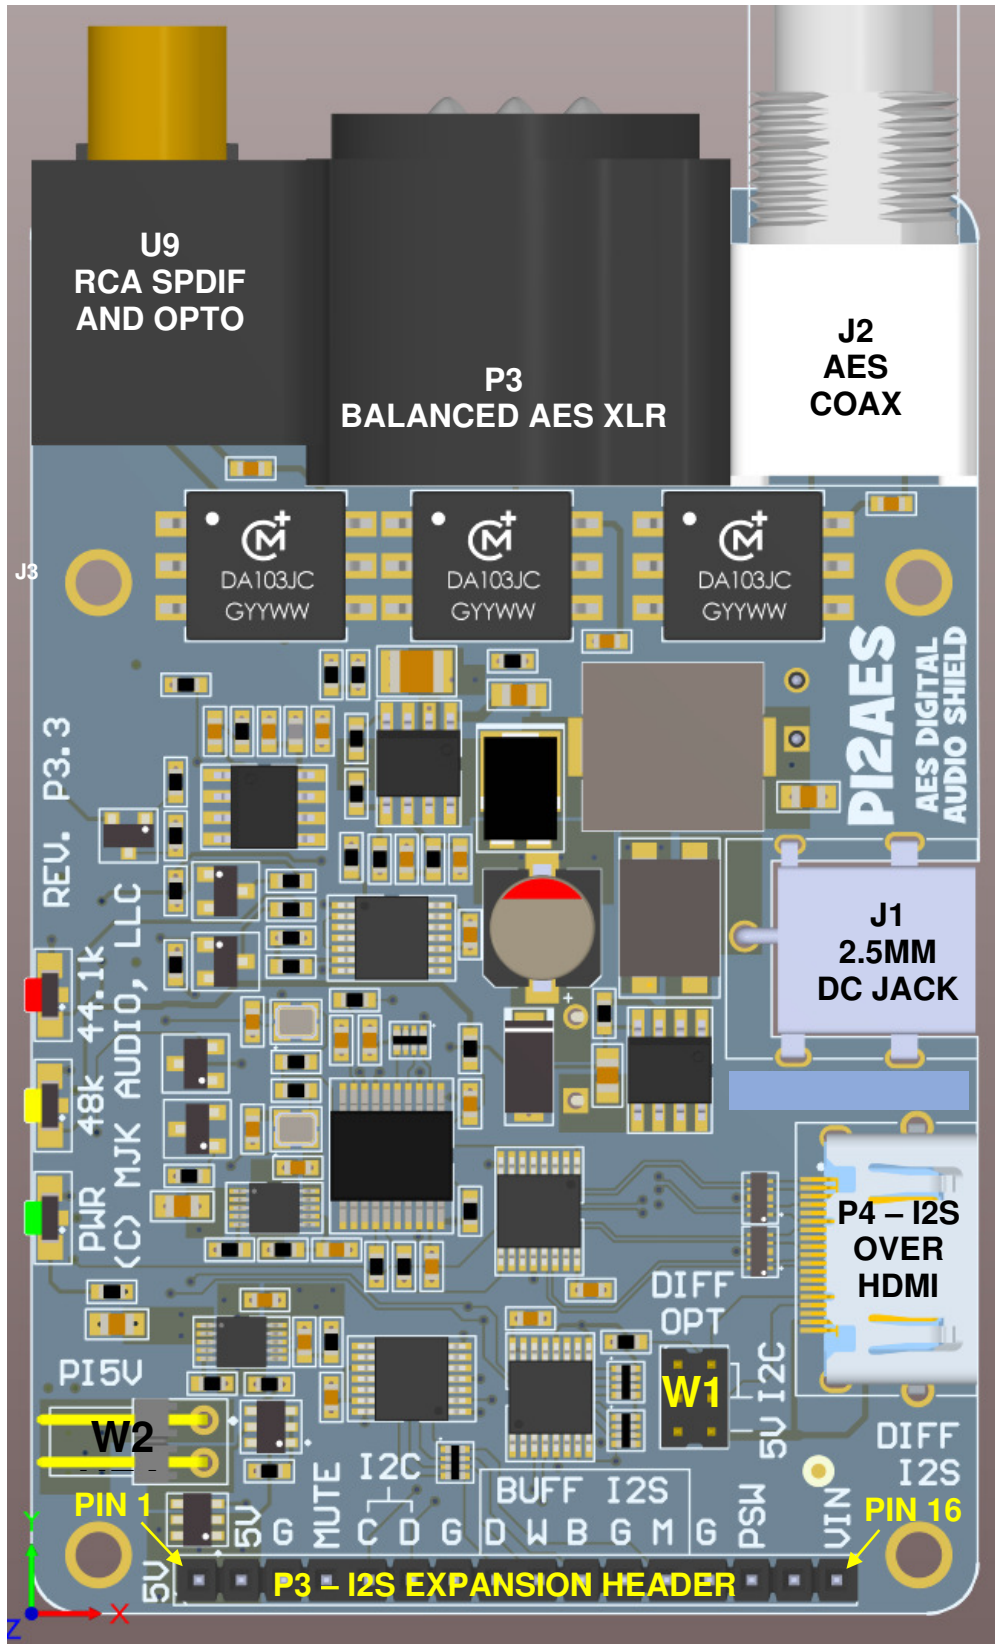 U9
RCA SPDIF
AND OPTO
P3
BALANCED AES XLR
J2
AES
COAX
J3
DA103JC
GYYWW
DA103JC
GYYWW
DA103JC
GYYWW
PI2AES
AES DIGITAL
AUDIO SHIELD
REV. P3.3
(C) MJK AUDIO, LLC
44.1k
48k
PWR
J1
2.5MM
DC JACK
+
P4 – I2S
OVER
HDMI
DIFF
OPT
W1
5V I2C
DIFF
I2S
PI5V
W2
PIN 1
PIN 16
I2C
BUFF I2S
5V
5V
G
MUTE
C
D
G
D
W
B
G
M
G
PSW
VIN
P3 – I2S EXPANSION HEADER
Y
X
Z